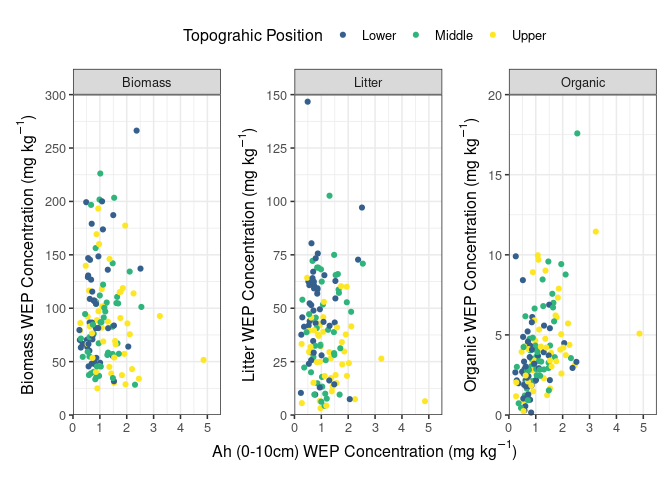 Topograhic Position Lower Middle Upper
Biomass Litter Organic
Biomass WEP Concentration (mg kg⁻¹)
300
250
200
150
100
50
0
0 1 2 3 4 5
Litter WEP Concentration (mg kg⁻¹)
150
100
75
50
25
0
0 1 2 3 4 5
Organic WEP Concentration (mg kg⁻¹)
20
15
10
5
0
0 1 2 3 4 5
Ah (0-10cm) WEP Concentration (mg kg⁻¹)